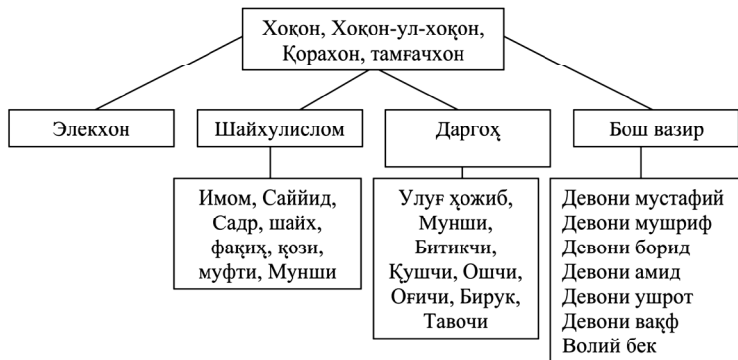 Хоқон, Хоқон-ул-хоқон,
Қорахон, тамғачхон
Элекхон
Шайхулислом
Даргоҳ
Бош вазир
Имом, Саййид,
Садр, шайх,
фақиҳ, қози,
муфти, Мунши
Улуғ ҳожиб,
Мунши,
Битикчи,
Қушчи, Ошчи,
Оғичи, Бирук,
Тавочи
Девони мустафий
Девони мушриф
Девони борид
Девони амид
Девони ушрот
Девони вақф
Волий бек